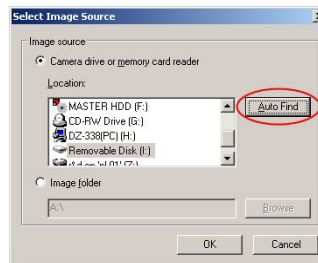 Select Image Source
Image source
Camera drive or memory card reader
Location:
MASTER HDD (F:)
CD-RW Drive (G:)
DZ-338(PC) (H:)
Removable Disk (I:)
Auto Find
Image folder
A:\
Browse
OK
Cancel